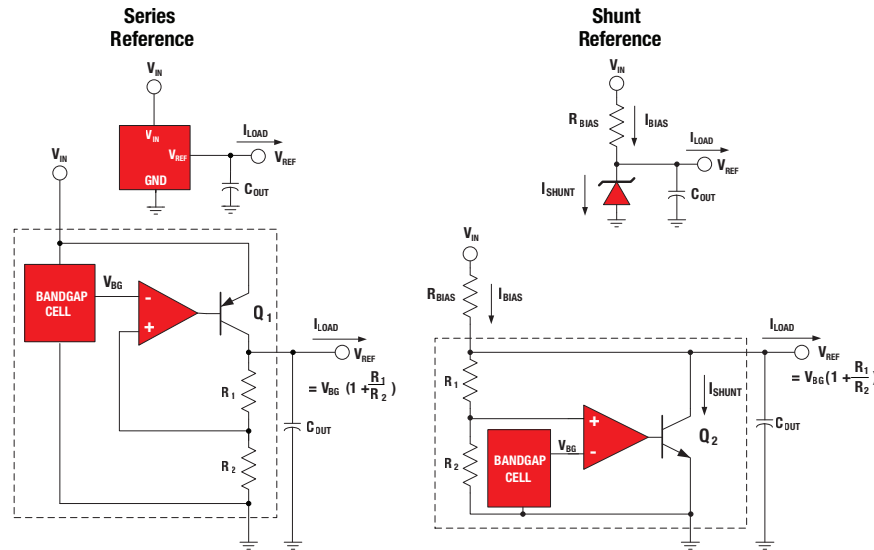 Series
Reference
V_IN
V_IN
V_REF
GND
I_LOAD
V_REF
C_OUT
V_IN
BANDGAP
CELL
V_BG
-
+
Q_1
I_LOAD
V_REF
= V_BG (1 + R_1/R_2)
R_1
R_2
C_OUT
Shunt
Reference
V_IN
R_BIAS
I_BIAS
I_LOAD
V_REF
I_SHUNT
C_OUT
V_IN
R_BIAS
I_BIAS
I_LOAD
V_REF
= V_BG (1 + R_1/R_2)
R_1
I_SHUNT
+
-
Q_2
C_OUT
R_2
V_BG
BANDGAP
CELL